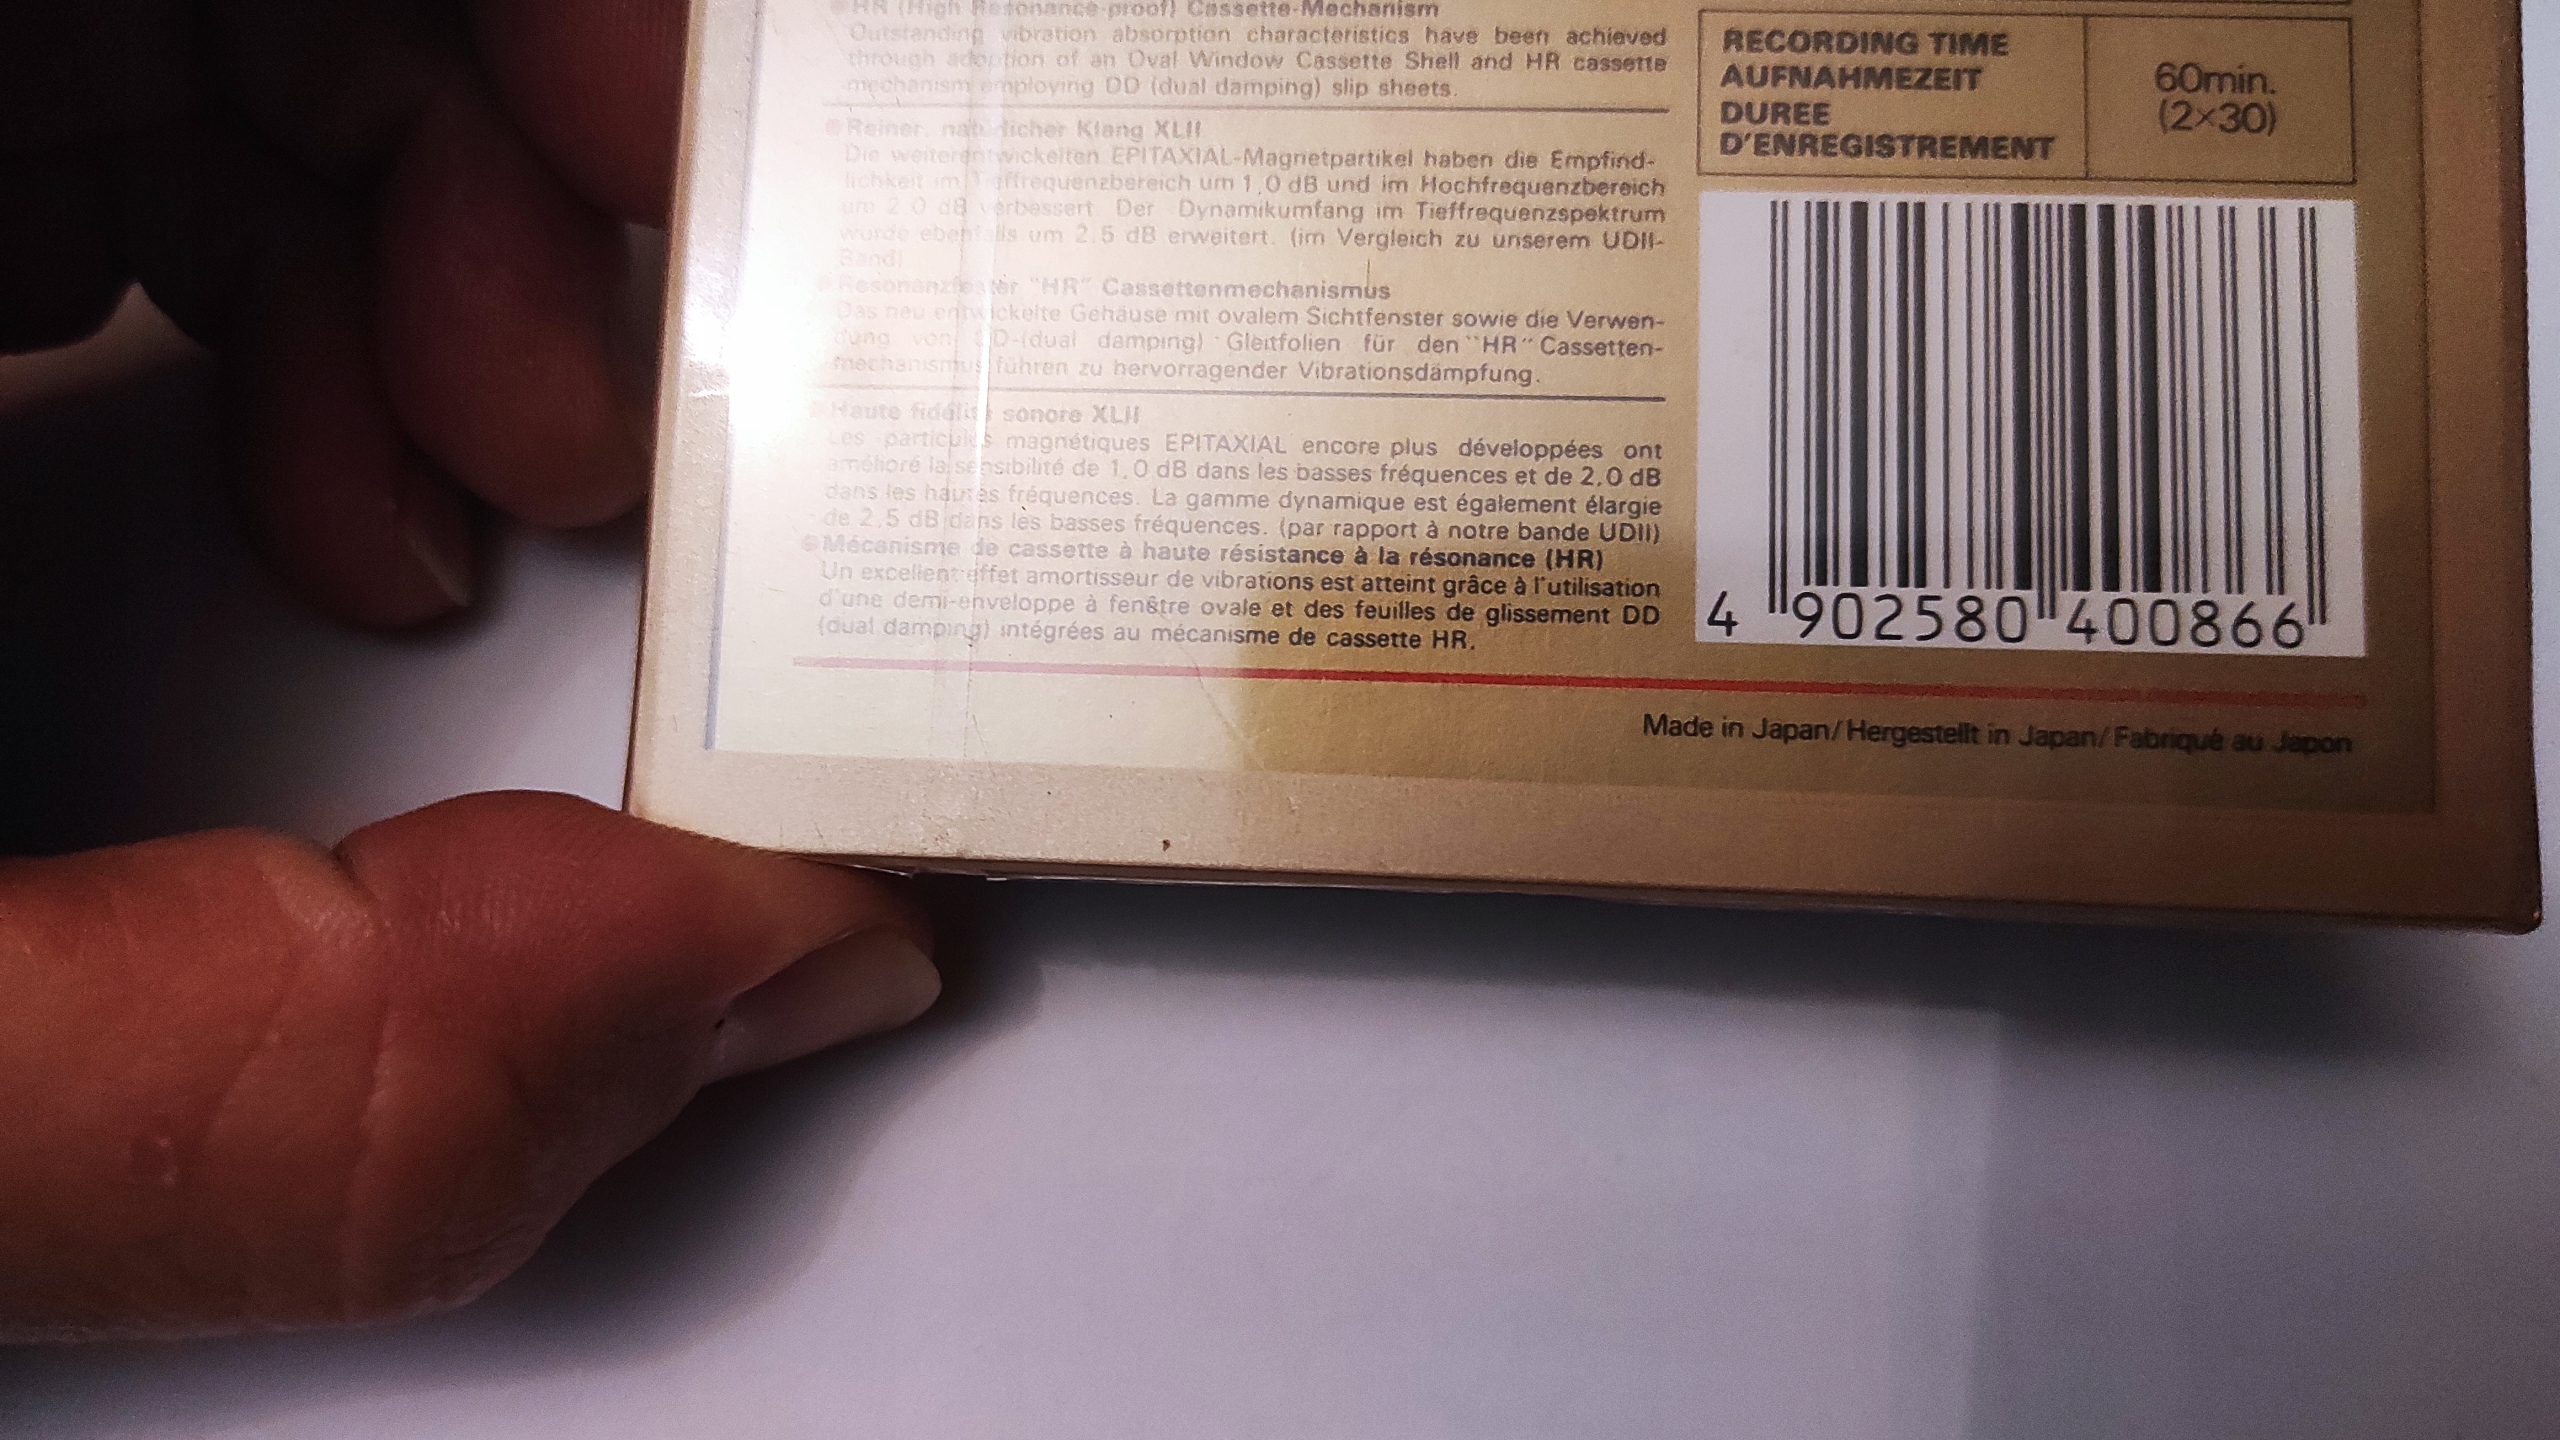 HR (High Resonance-proof) Cassette-Mechanism
Outstanding vibration absorption characteristics have been achieved
through adoption of an Oval Window Cassette Shell and HR cassette
mechanism employing DD (dual damping) slip sheets.
Reiner, natürlicher Klang XLII
Die weiterentwickelten EPITAXIAL-Magnetpartikel haben die Empfind-
lichkeit im Tieffrequenzbereich um 1,0 dB und im Hochfrequenzbereich
um 2.0 dB verbessert. Der Dynamikumfang im Tieffrequenzspektrum
wurde ebenfalls um 2.5 dB erweitert. (im Vergleich zu unserem UDII-
Band)
Resonanzfester "HR" Cassettenmechanismus
Das neu entwickelte Gehäuse mit ovalem Sichtfenster sowie die Verwen-
dung von DD-(dual damping) Gleitfolien für den "HR" Cassetten-
mechanismus führen zu hervorragender Vibrationsdämpfung.
Haute fidélité sonore XLII
Les particules magnétiques EPITAXIAL encore plus développées ont
amélioré la sensibilité de 1,0 dB dans les basses fréquences et de 2,0 dB
dans les hautes fréquences. La gamme dynamique est également élargie
de 2,5 dB dans les basses fréquences. (par rapport à notre bande UDII)
Mécanisme de cassette à haute résistance à la résonance (HR)
Un excellent effet amortisseur de vibrations est atteint grâce à l'utilisation
d'une demi-enveloppe à fenêtre ovale et des feuilles de glissement DD
(dual damping) intégrées au mécanisme de cassette HR.
RECORDING TIME
AUFNAHMEZEIT
DUREE
D'ENREGISTREMENT
60min.
(2×30)
4 902580 400866
Made in Japan/Hergestellt in Japan/Fabriqué au Japon